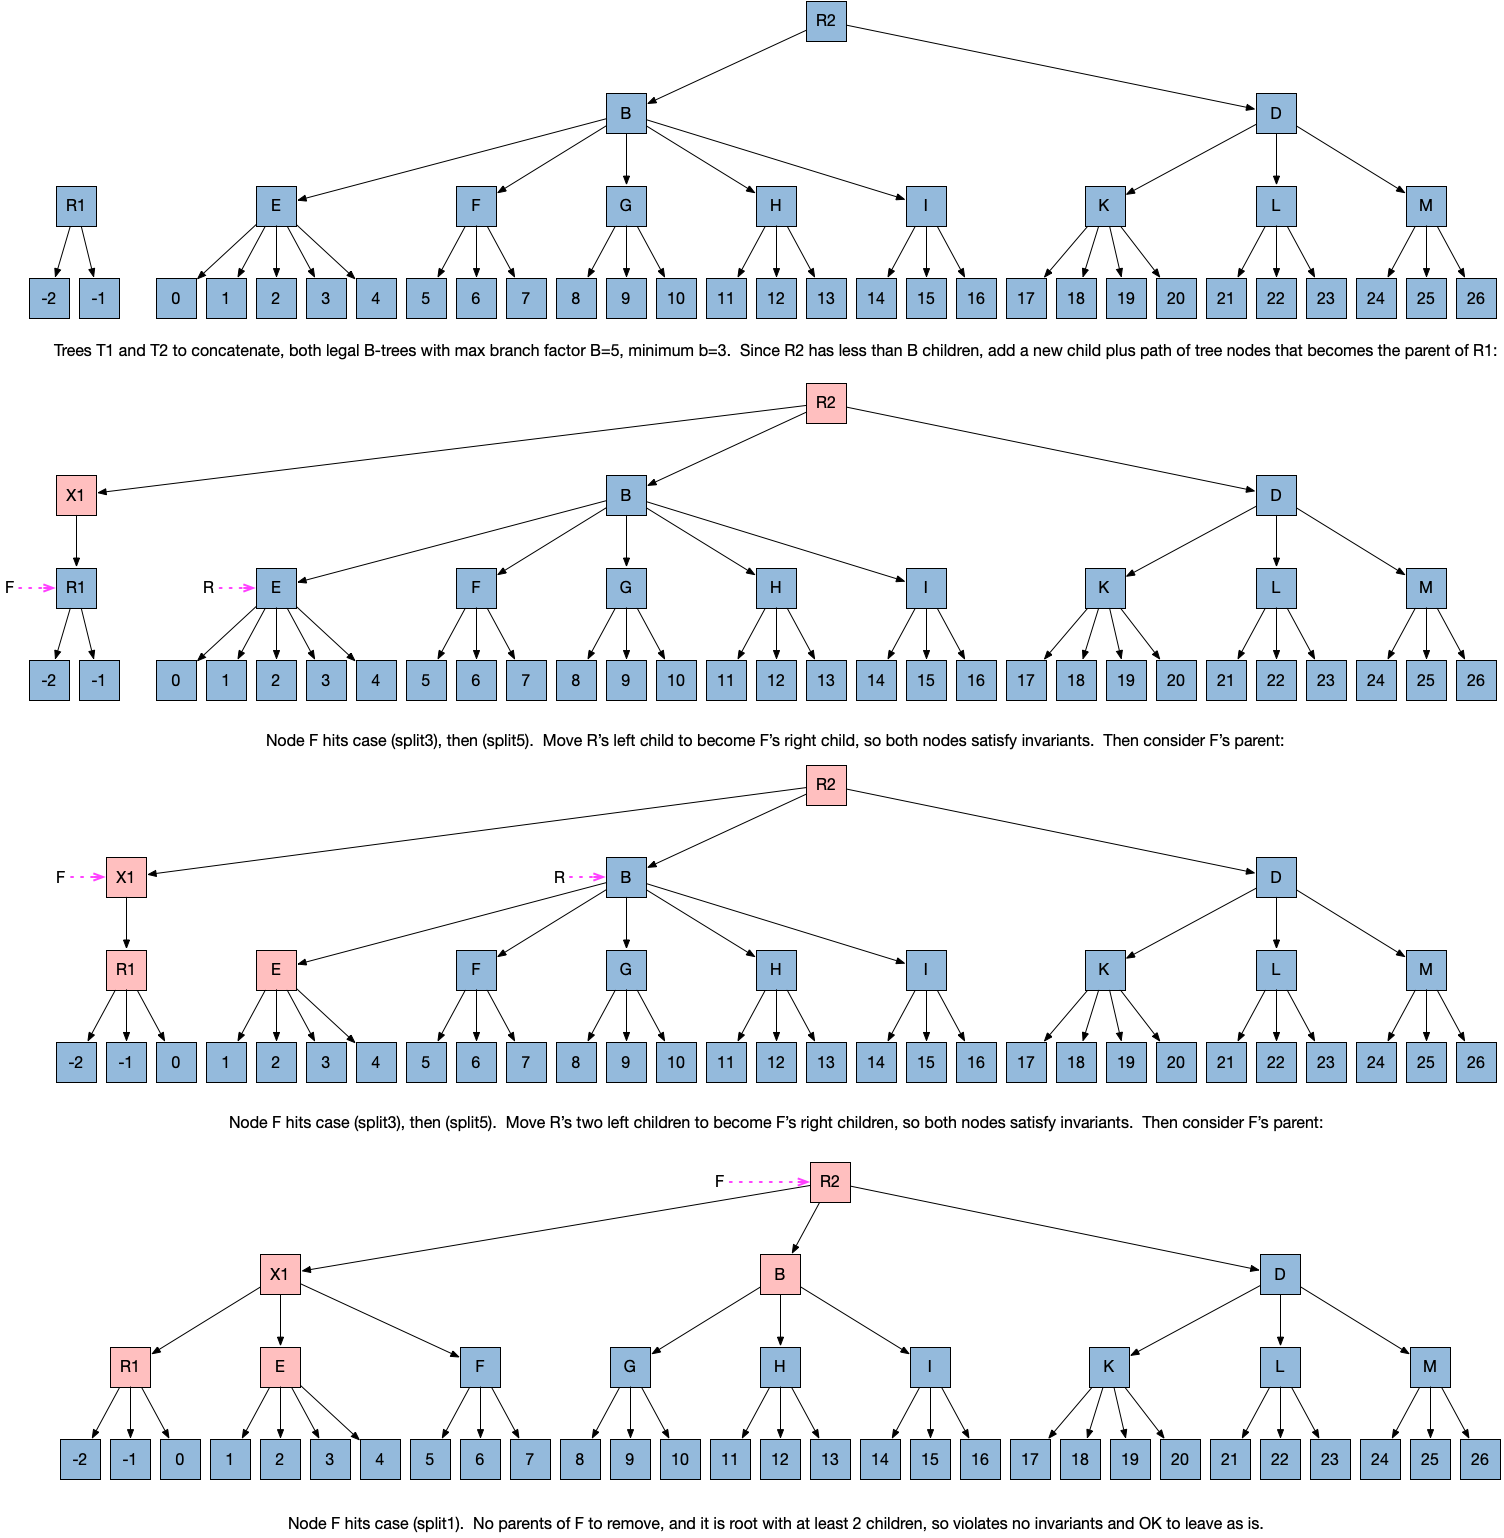 R2
B D
R1 E F G H I K L M
-2 -1 0 1 2 3 4 5 6 7 8 9 10 11 12 13 14 15 16 17 18 19 20 21 22 23 24 25 26
Trees T1 and T2 to concatenate, both legal B-trees with max branch factor B=5, minimum b=3.  Since R2 has less than B children, add a new child plus path of tree nodes that becomes the parent of R1:
R2
X1 B D
F R1 R E F G H I K L M
-2 -1 0 1 2 3 4 5 6 7 8 9 10 11 12 13 14 15 16 17 18 19 20 21 22 23 24 25 26
Node F hits case (split3), then (split5).  Move R’s left child to become F’s right child, so both nodes satisfy invariants.  Then consider F’s parent:
R2
F X1 R B D
R1 E F G H I K L M
-2 -1 0 1 2 3 4 5 6 7 8 9 10 11 12 13 14 15 16 17 18 19 20 21 22 23 24 25 26
Node F hits case (split3), then (split5).  Move R’s two left children to become F’s right children, so both nodes satisfy invariants.  Then consider F’s parent:
F R2
X1 B D
R1 E F G H I K L M
-2 -1 0 1 2 3 4 5 6 7 8 9 10 11 12 13 14 15 16 17 18 19 20 21 22 23 24 25 26
Node F hits case (split1).  No parents of F to remove, and it is root with at least 2 children, so violates no invariants and OK to leave as is.